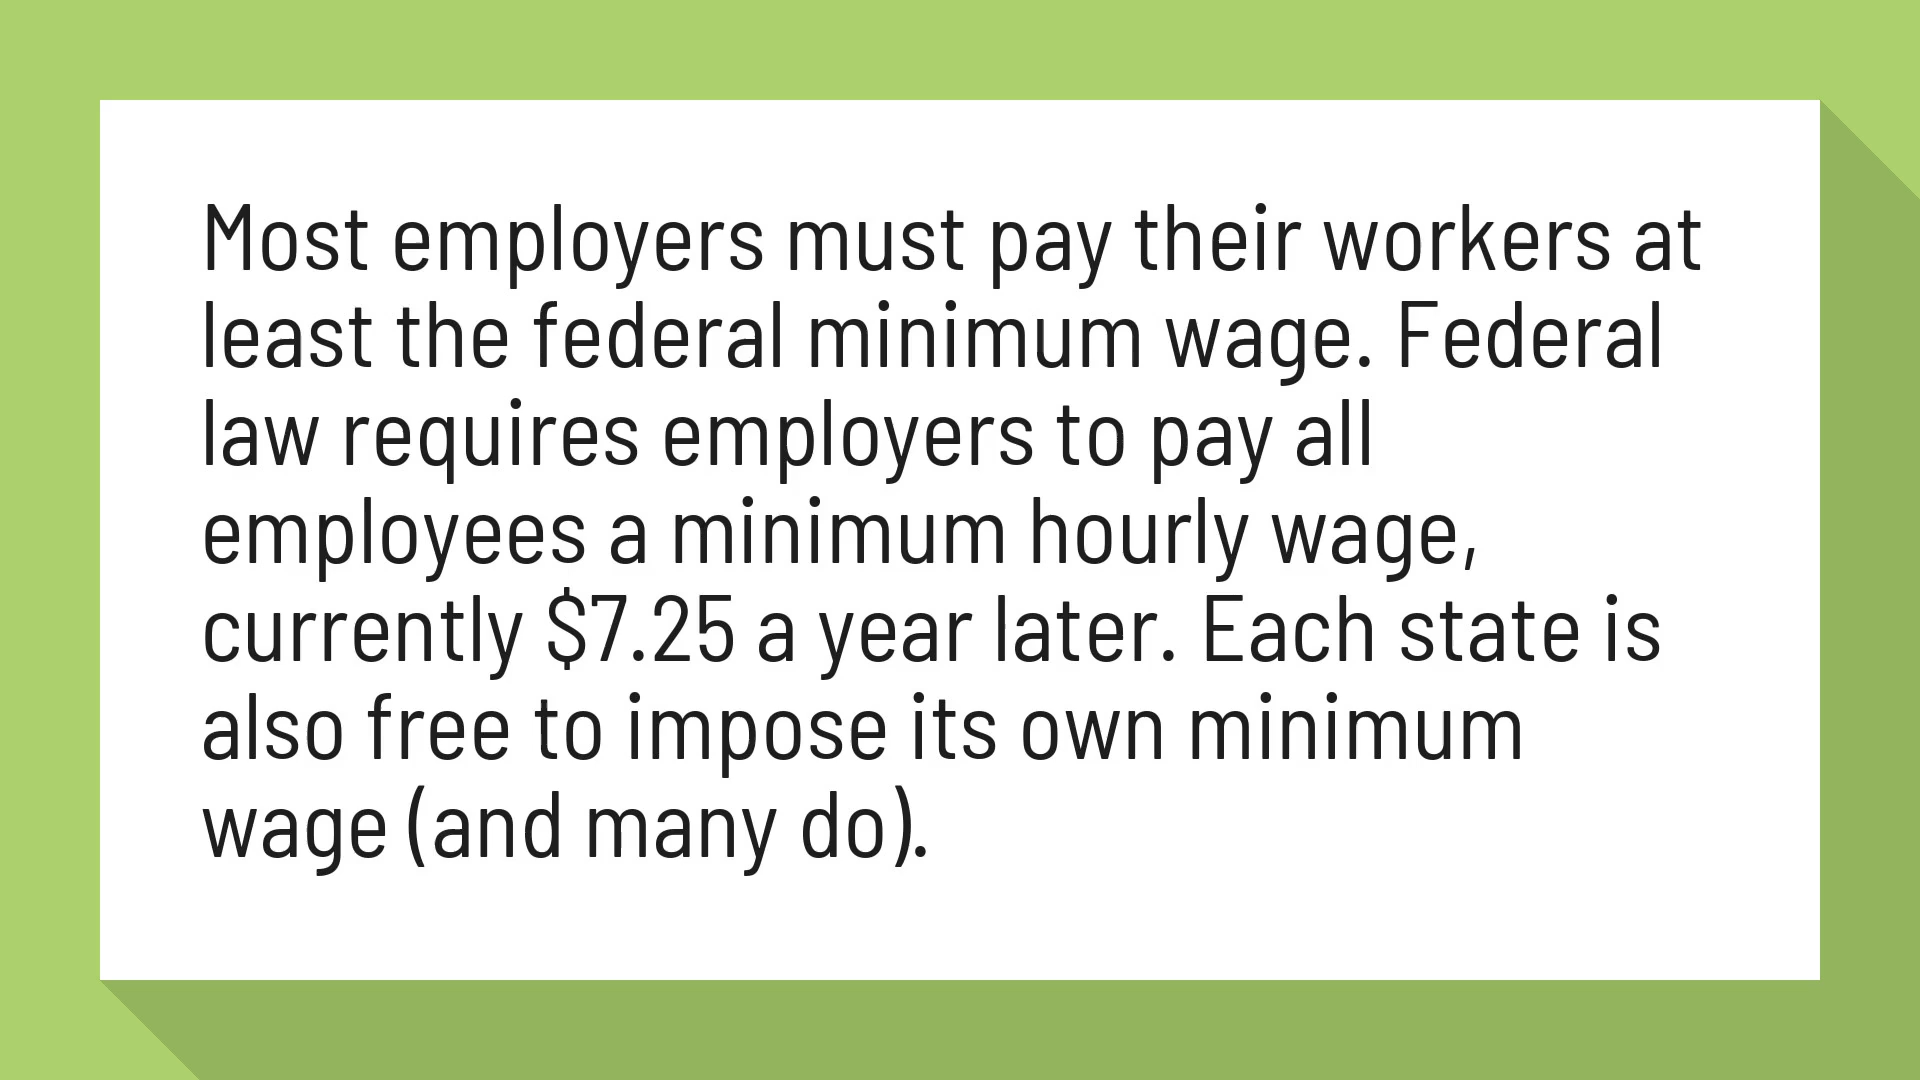 Most employers must pay their workers at
least the federal minimum wage. Federal
law requires employers to pay all
employees a minimum hourly wage,
currently $7.25 a year later. Each state is
also free to impose its own minimum
wage (and many do).